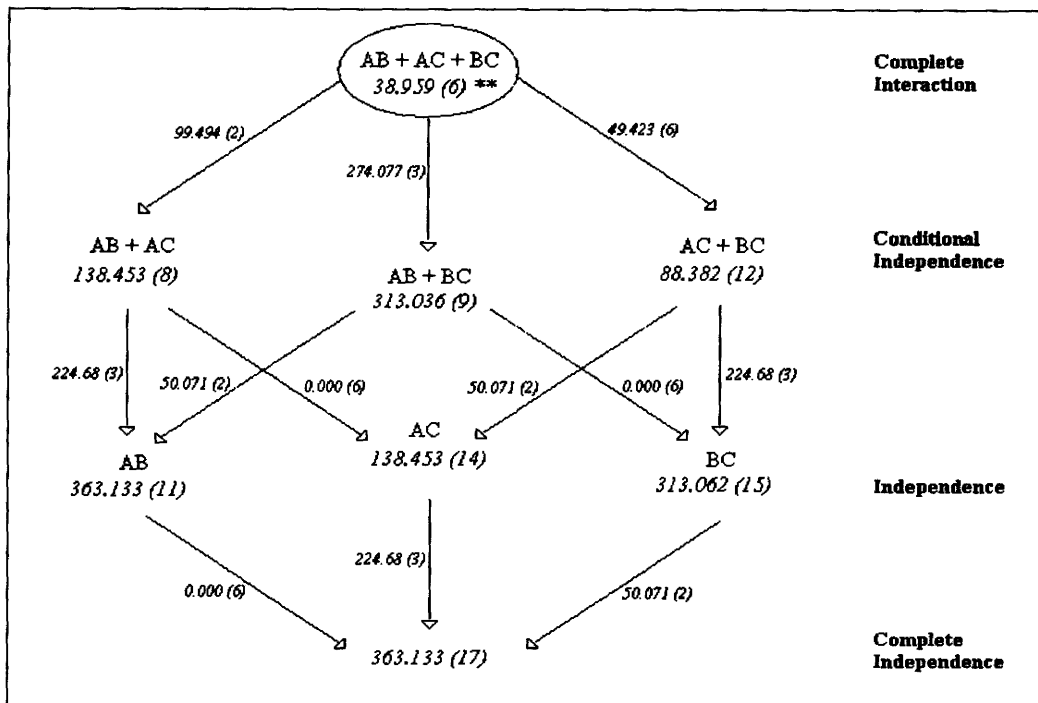 AB + AC + BC
38.959 (6) **
Complete
Interaction
99.494 (2)
274.077 (3)
49.423 (6)
AB + AC
138.453 (8)
AB + BC
313.036 (9)
AC + BC
88.382 (12)
Conditional
Independence
224.68 (3)
50.071 (2)
0.000 (6)
50.071 (2)
0.000 (6)
224.68 (3)
AB
363.133 (11)
AC
138.453 (14)
BC
313.062 (15)
Independence
0.000 (6)
224.68 (3)
50.071 (2)
363.133 (17)
Complete
Independence